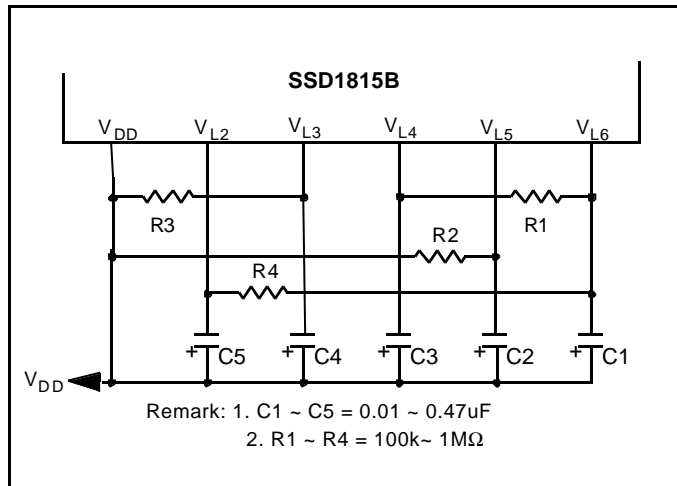 SSD1815B
VDD VL2 VL3 VL4 VL5 VL6
R3 R1
R2
R4
+ C5 + C4 + C3 + C2 + C1
VDD
Remark: 1. C1 ~ C5 = 0.01 ~ 0.47uF
2. R1 ~ R4 = 100k~ 1MΩ